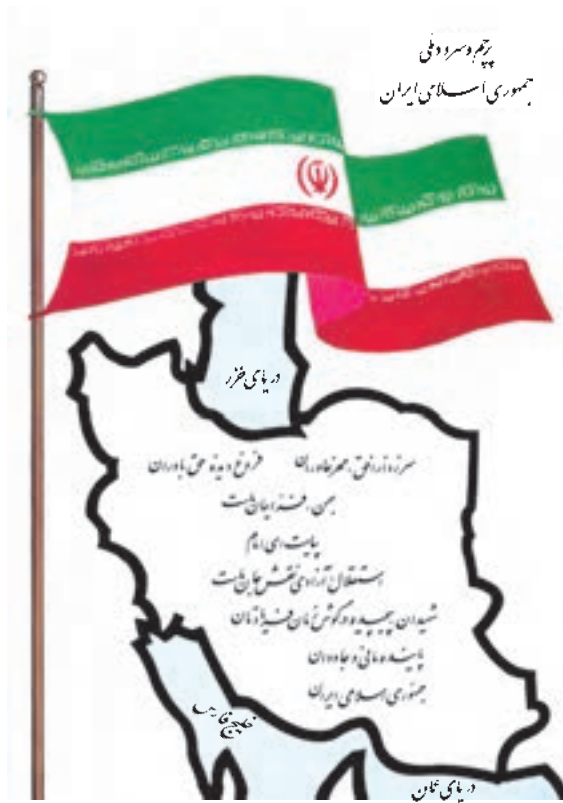 پرچم و سرود ملی
جمهوری اسلامی ایران
دریای خزر
سر زد از افق مهر خاوران فروغ دیده حق باوران
بهمن، فر ایمان ماست
پیامت ای امام
استقلال آزادی نقش جان ماست
شهیدان پیچیده در گوش زمان فریادتان
پاینده مانی و جاودان
جمهوری اسلامی ایران
خلیج فارس
دریای عمان